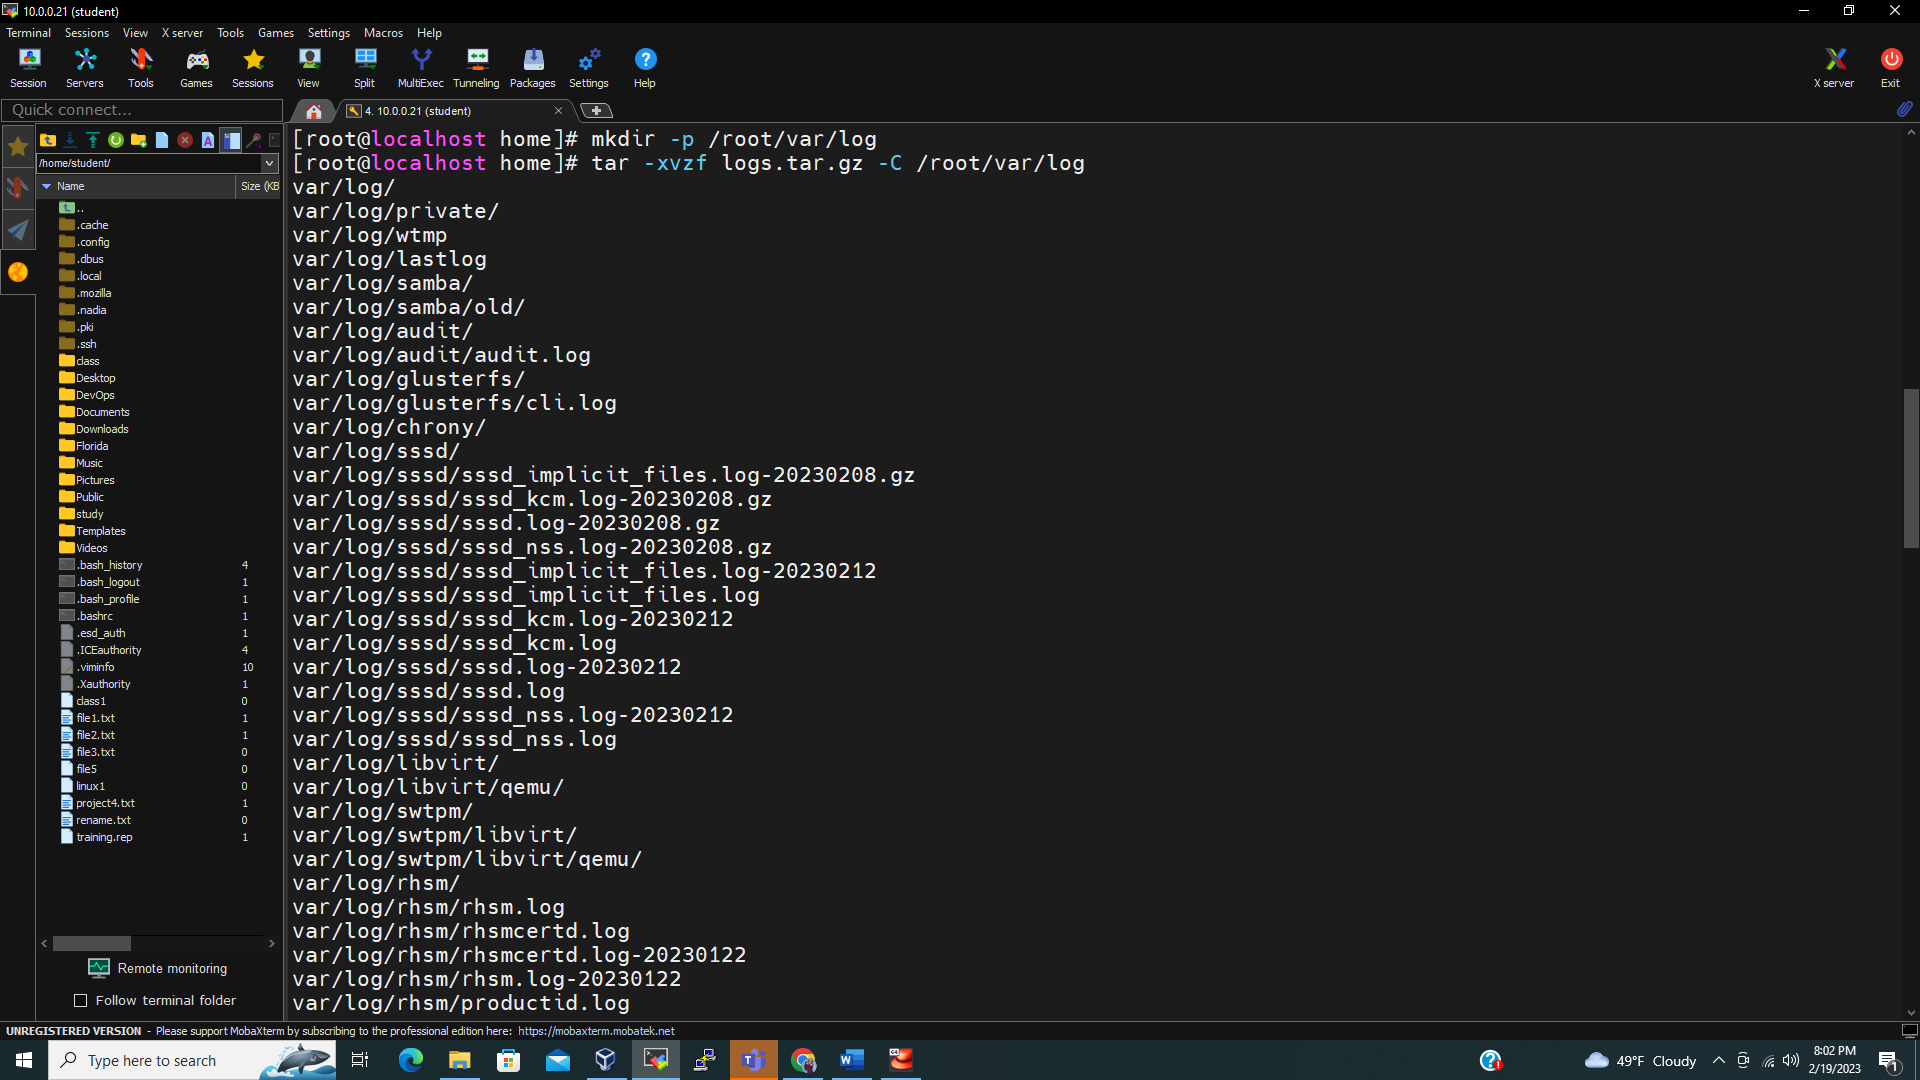 10.0.0.21 (student)
Terminal Sessions View X server Tools Games Settings Macros Help
Session Servers Tools Games Sessions View Split MultiExec Tunneling Packages Settings Help X server Exit
Quick connect...
4. 10.0.0.21 (student)
/home/student/
Name Size (KB
..
.cache
.config
.dbus
.local
.mozilla
.nadia
.pki
.ssh
class
Desktop
DevOps
Documents
Downloads
Florida
Music
Pictures
Public
study
Templates
Videos
.bash_history 4
.bash_logout 1
.bash_profile 1
.bashrc 1
.esd_auth 1
.ICEauthority 4
.viminfo 10
.Xauthority 1
class1 0
file1.txt 1
file2.txt 1
file3.txt 0
file5 0
linux1 0
project4.txt 1
rename.txt 0
training.rep 1
Remote monitoring
Follow terminal folder
[root@localhost home]# mkdir -p /root/var/log
[root@localhost home]# tar -xvzf logs.tar.gz -C /root/var/log
var/log/
var/log/private/
var/log/wtmp
var/log/lastlog
var/log/samba/
var/log/samba/old/
var/log/audit/
var/log/audit/audit.log
var/log/glusterfs/
var/log/glusterfs/cli.log
var/log/chrony/
var/log/sssd/
var/log/sssd/sssd_implicit_files.log-20230208.gz
var/log/sssd/sssd_kcm.log-20230208.gz
var/log/sssd/sssd.log-20230208.gz
var/log/sssd/sssd_nss.log-20230208.gz
var/log/sssd/sssd_implicit_files.log-20230212
var/log/sssd/sssd_implicit_files.log
var/log/sssd/sssd_kcm.log-20230212
var/log/sssd/sssd_kcm.log
var/log/sssd/sssd.log-20230212
var/log/sssd/sssd.log
var/log/sssd/sssd_nss.log-20230212
var/log/sssd/sssd_nss.log
var/log/libvirt/
var/log/libvirt/qemu/
var/log/swtpm/
var/log/swtpm/libvirt/
var/log/swtpm/libvirt/qemu/
var/log/rhsm/
var/log/rhsm/rhsm.log
var/log/rhsm/rhsmcertd.log
var/log/rhsm/rhsmcertd.log-20230122
var/log/rhsm/rhsm.log-20230122
var/log/rhsm/productid.log
UNREGISTERED VERSION - Please support MobaXterm by subscribing to the professional edition here: https://mobaxterm.mobatek.net
Type here to search
49°F Cloudy
8:02 PM
2/19/2023
1